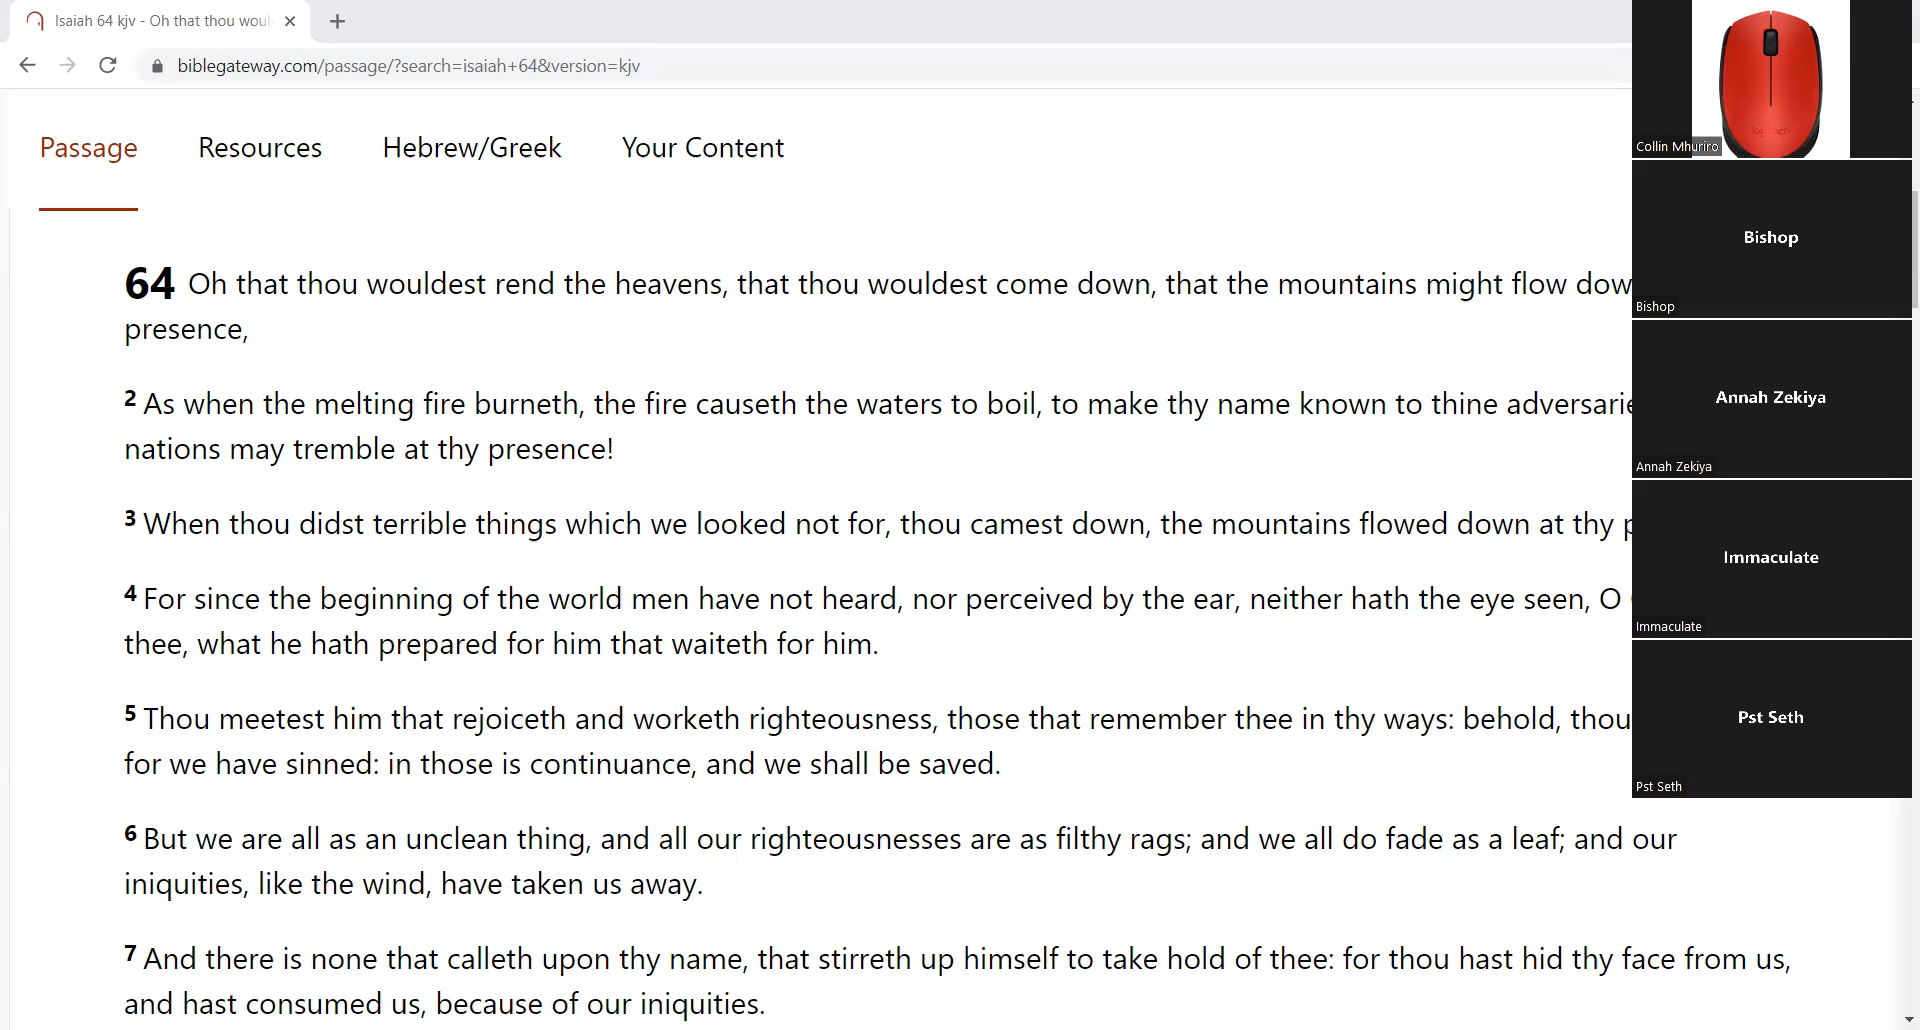 Isaiah 64 kjv - Oh that thou woul
biblegateway.com/passage/?search=isaiah+64&version=kjv
Passage Resources Hebrew/Greek Your Content
64 Oh that thou wouldest rend the heavens, that thou wouldest come down, that the mountains might flow dow
presence,
2 As when the melting fire burneth, the fire causeth the waters to boil, to make thy name known to thine adversarie
nations may tremble at thy presence!
3 When thou didst terrible things which we looked not for, thou camest down, the mountains flowed down at thy p
4 For since the beginning of the world men have not heard, nor perceived by the ear, neither hath the eye seen, O
thee, what he hath prepared for him that waiteth for him.
5 Thou meetest him that rejoiceth and worketh righteousness, those that remember thee in thy ways: behold, thou
for we have sinned: in those is continuance, and we shall be saved.
6 But we are all as an unclean thing, and all our righteousnesses are as filthy rags; and we all do fade as a leaf; and our
iniquities, like the wind, have taken us away.
7 And there is none that calleth upon thy name, that stirreth up himself to take hold of thee: for thou hast hid thy face from us,
and hast consumed us, because of our iniquities.
Collin Mhuriro
Bishop
Bishop
Annah Zekiya
Annah Zekiya
Immaculate
Immaculate
Pst Seth
Pst Seth